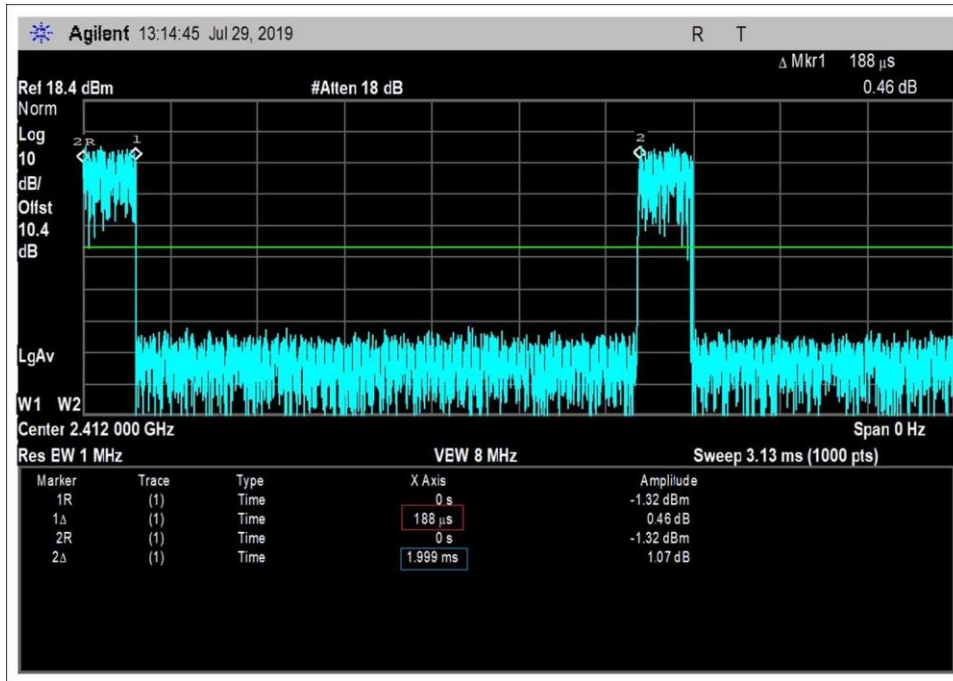 Agilent 13:14:45 Jul 29, 2019 R T
Δ Mkr1 188 μs
Ref 18.4 dBm #Atten 18 dB 0.46 dB
Norm
Log
10
dB/
Offst
10.4
dB
2R 1 2
LgAv
W1 W2
Center 2.412 000 GHz Span 0 Hz
Res BW 1 MHz VBW 8 MHz Sweep 3.13 ms (1000 pts)
Marker Trace Type X Axis Amplitude
1R (1) Time 0 s -1.32 dBm
1Δ (1) Time 188 μs 0.46 dB
2R (1) Time 0 s -1.32 dBm
2Δ (1) Time 1.999 ms 1.07 dB